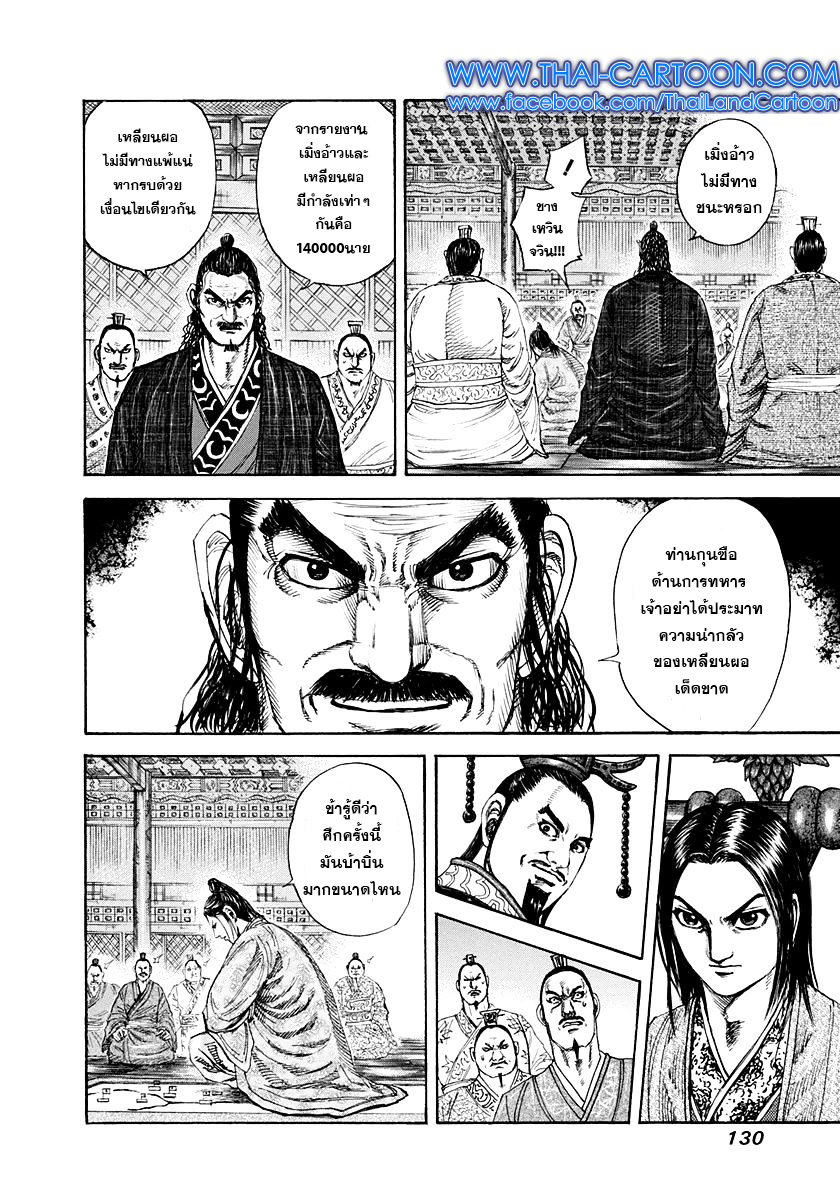 WWW.THAI-CARTOON.COM
www.facebook.com/ThaiLandCartoon
เมิ่งอ้าว
ไม่มีทาง
ชนะหรอก
!
ชาง
เหวิน
จวิน!!!
จากรายงาน
เมิ่งอ้าวและ
เหลียนผอ
มีกำลังเท่าๆ
กันคือ
140000นาย
เหลียนผอ
ไม่มีทางแพ้แน่
หากรบด้วย
เงื่อนไขเดียวกัน
ท่านกุนซือ
ด้านการทหาร
เจ้าอย่าได้ประมาท
ความน่ากลัว
ของเหลียนผอ
เด็ดขาด
ข้ารู้ดีว่า
ศึกครั้งนี้
มันบ้าบิ่น
มากขนาดไหน
130